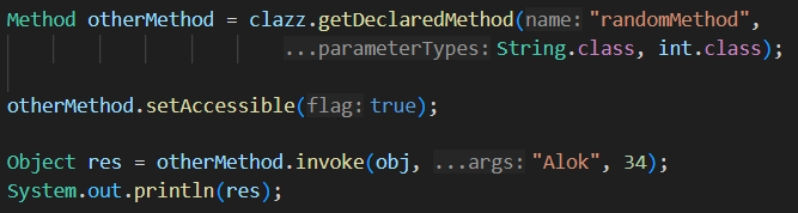 Method otherMethod = clazz.getDeclaredMethod(name: "randomMethod",
...parameterTypes: String.class, int.class);
otherMethod.setAccessible(flag: true);
Object res = otherMethod.invoke(obj, ...args: "Alok", 34);
System.out.println(res);